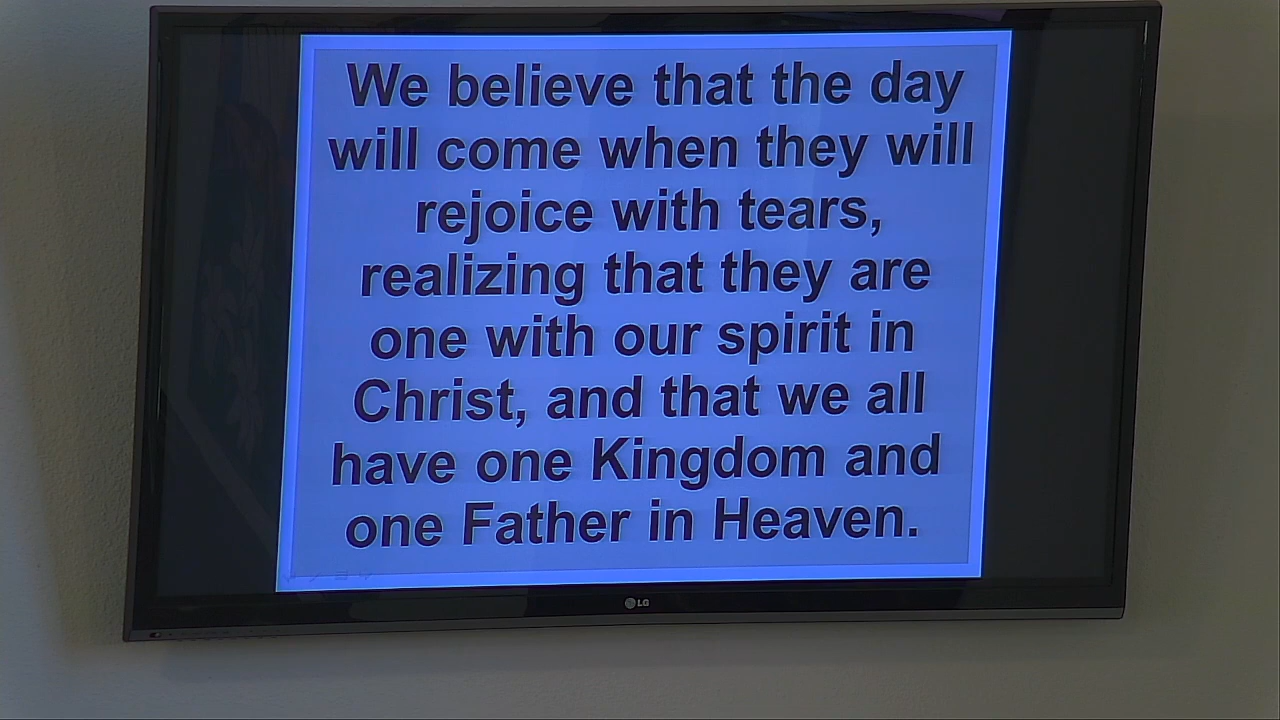 We believe that the day
will come when they will
rejoice with tears,
realizing that they are
one with our spirit in
Christ, and that we all
have one Kingdom and
one Father in Heaven.
LG